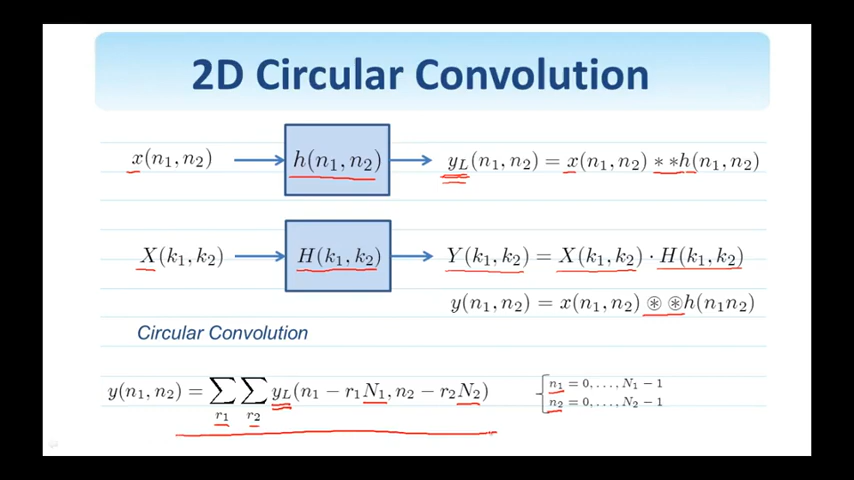 2D Circular Convolution
x(n₁, n₂) h(n₁, n₂) y_L(n₁, n₂) = x(n₁, n₂) ∗∗h(n₁, n₂)
X(k₁, k₂) H(k₁, k₂) Y(k₁, k₂) = X(k₁, k₂) · H(k₁, k₂)
y(n₁, n₂) = x(n₁, n₂) ⊛ ⊛h(n₁n₂)
Circular Convolution
y(n₁, n₂) = ∑_{r₁} ∑_{r₂} y_L(n₁ − r₁N₁, n₂ − r₂N₂)
n₁ = 0, . . . , N₁ − 1
n₂ = 0, . . . , N₂ − 1